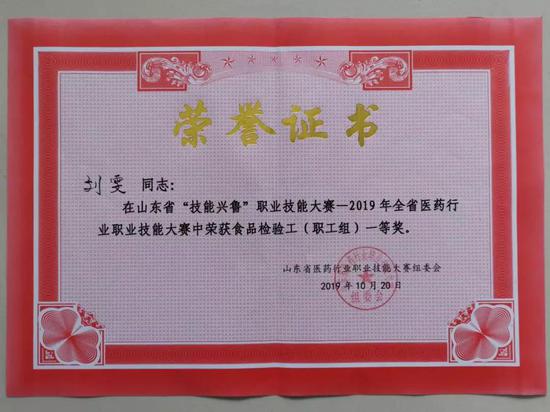 荣誉证书
刘雯 同志：
在山东省“技能兴鲁”职业技能大赛—2019年全省医药行
业职业技能大赛中荣获食品检验工（职工组）一等奖。
山东省医药行业职业技能大赛组委会
2019年10月20日
组委会